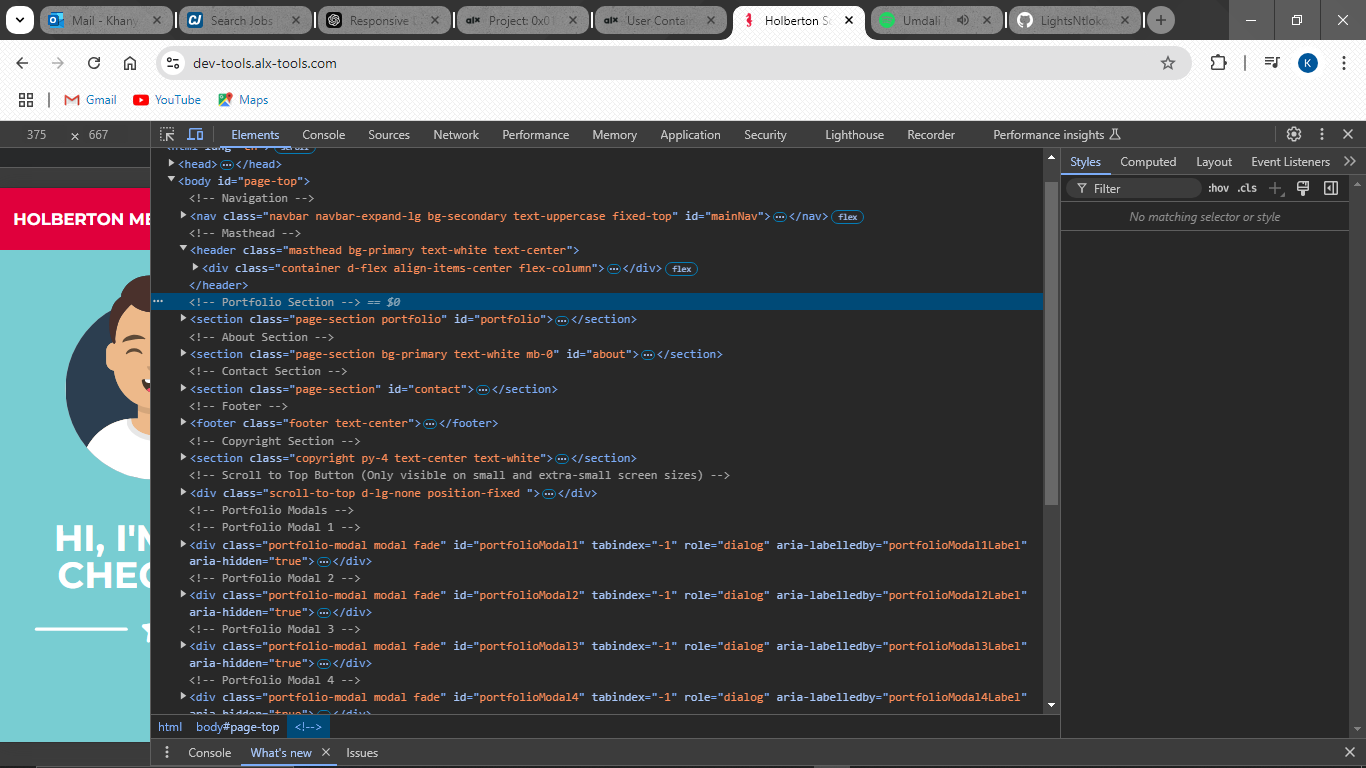 Mail - Khany
Search Jobs
Responsive C
Project: 0x01
User Contain
Holberton Sc
Umdali
LightsNtloko
dev-tools.alx-tools.com
K
Gmail
YouTube
Maps
375 × 667
Elements
Console
Sources
Network
Performance
Memory
Application
Security
Lighthouse
Recorder
Performance insights
HOLBERTON ME
HI, I'M
CHEC
<head> ··· </head>
<body id="page-top">
<!-- Navigation -->
<nav class="navbar navbar-expand-lg bg-secondary text-uppercase fixed-top" id="mainNav"> ··· </nav> flex
<!-- Masthead -->
<header class="masthead bg-primary text-white text-center">
<div class="container d-flex align-items-center flex-column"> ··· </div> flex
</header>
··· <!-- Portfolio Section --> == $0
<section class="page-section portfolio" id="portfolio"> ··· </section>
<!-- About Section -->
<section class="page-section bg-primary text-white mb-0" id="about"> ··· </section>
<!-- Contact Section -->
<section class="page-section" id="contact"> ··· </section>
<!-- Footer -->
<footer class="footer text-center"> ··· </footer>
<!-- Copyright Section -->
<section class="copyright py-4 text-center text-white"> ··· </section>
<!-- Scroll to Top Button (Only visible on small and extra-small screen sizes) -->
<div class="scroll-to-top d-lg-none position-fixed "> ··· </div>
<!-- Portfolio Modals -->
<!-- Portfolio Modal 1 -->
<div class="portfolio-modal modal fade" id="portfolioModal1" tabindex="-1" role="dialog" aria-labelledby="portfolioModal1Label"
aria-hidden="true"> ··· </div>
<!-- Portfolio Modal 2 -->
<div class="portfolio-modal modal fade" id="portfolioModal2" tabindex="-1" role="dialog" aria-labelledby="portfolioModal2Label"
aria-hidden="true"> ··· </div>
<!-- Portfolio Modal 3 -->
<div class="portfolio-modal modal fade" id="portfolioModal3" tabindex="-1" role="dialog" aria-labelledby="portfolioModal3Label"
aria-hidden="true"> ··· </div>
<!-- Portfolio Modal 4 -->
<div class="portfolio-modal modal fade" id="portfolioModal4" tabindex="-1" role="dialog" aria-labelledby="portfolioModal4Label"
aria-hidden="true"> ··· </div>
html body#page-top <!-->
Styles
Computed
Layout
Event Listeners
Filter
:hov .cls
No matching selector or style
Console
What's new
Issues